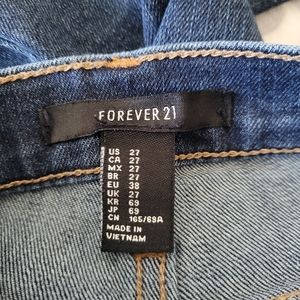 FOREVER 21
US 27
CA 27
MX 27
BR 27
EU 38
UK 27
KR 69
JP 69
CN 165/69A
MADE IN
VIETNAM